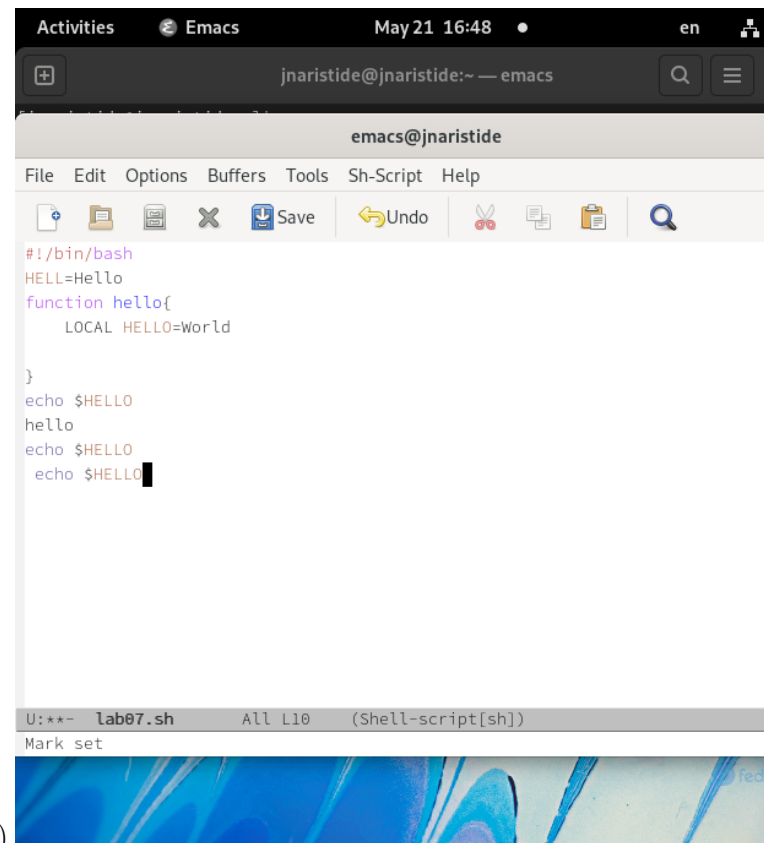 Activities Emacs May 21 16:48 en
jnaristide@jnaristide:~ — emacs
emacs@jnaristide
File Edit Options Buffers Tools Sh-Script Help
Save Undo
#!/bin/bash
HELL=Hello
function hello{
LOCAL HELLO=World
}
echo $HELLO
hello
echo $HELLO
echo $HELLO
U:**- lab07.sh All L10 (Shell-script[sh])
Mark set
fed
)